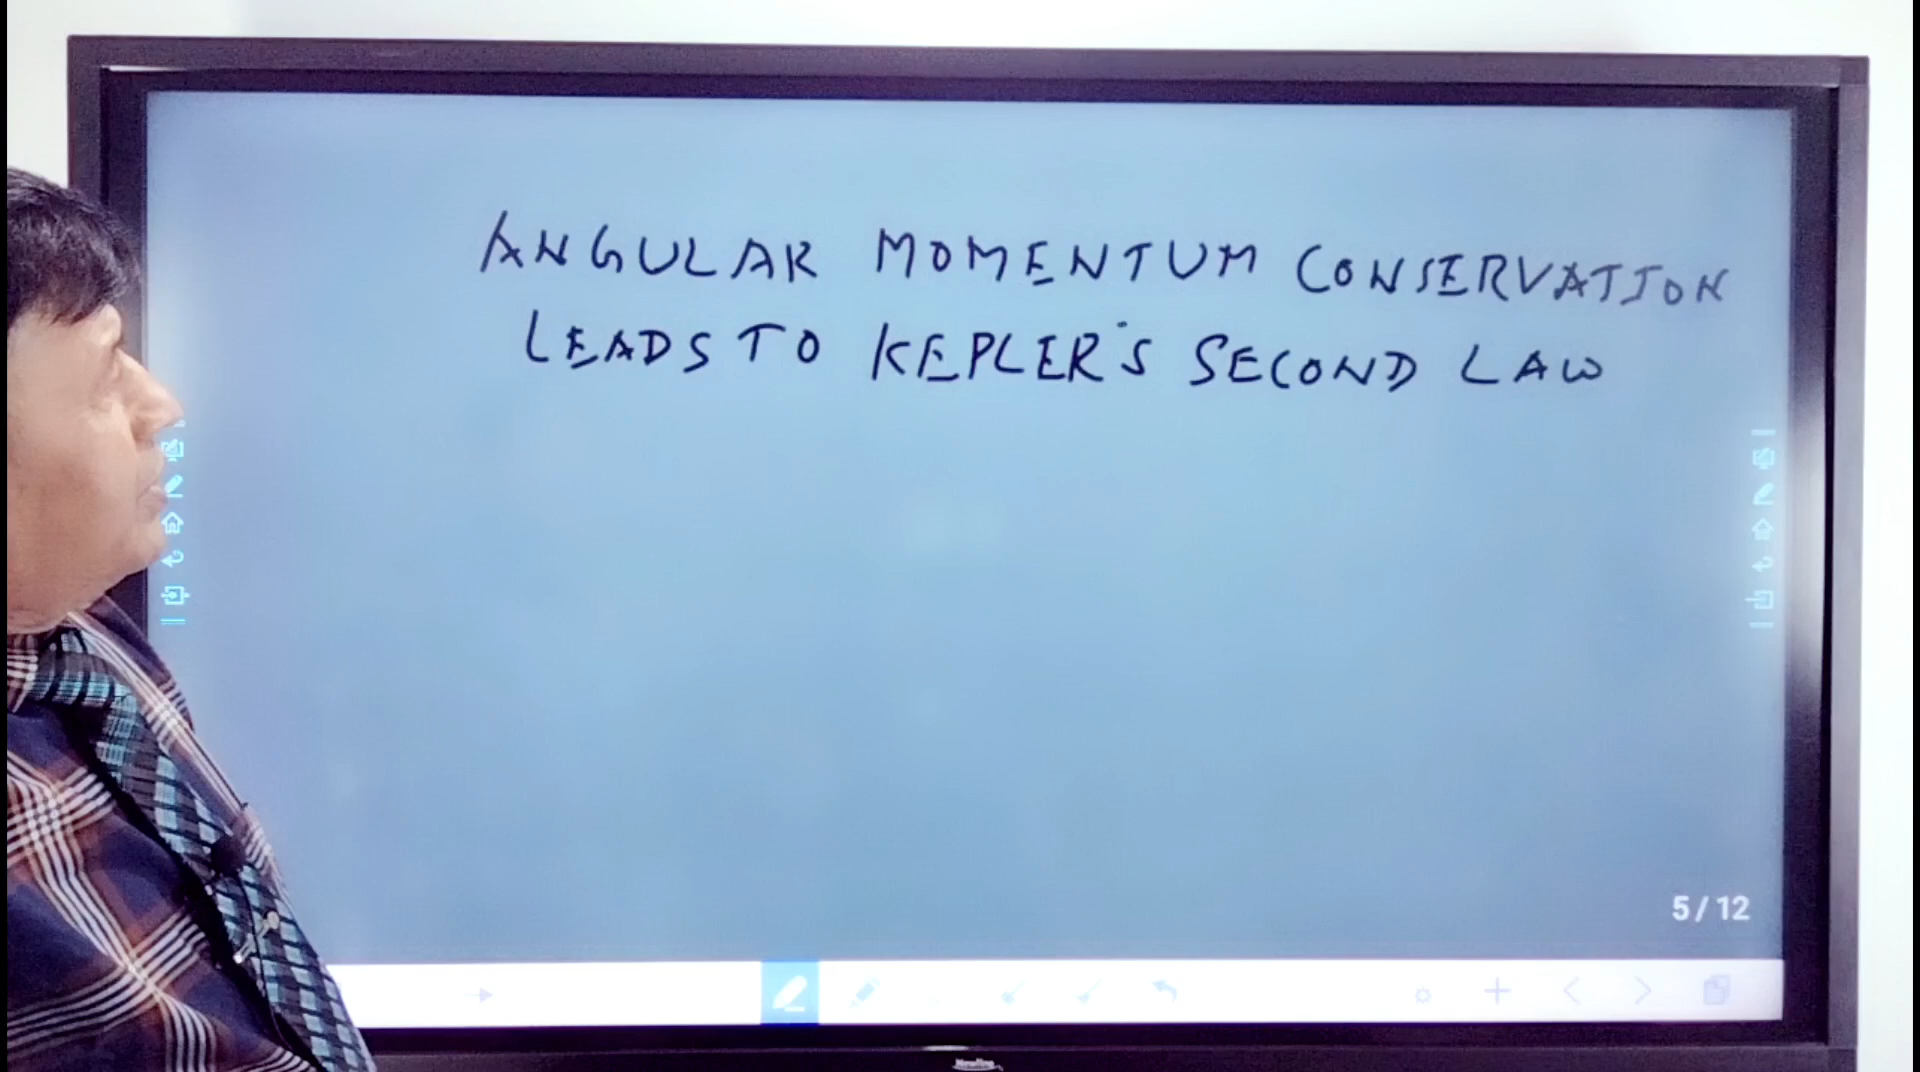 ANGULAR MOMENTUM CONSERVATION
LEADS TO KEPLER'S SECOND LAW
5/12